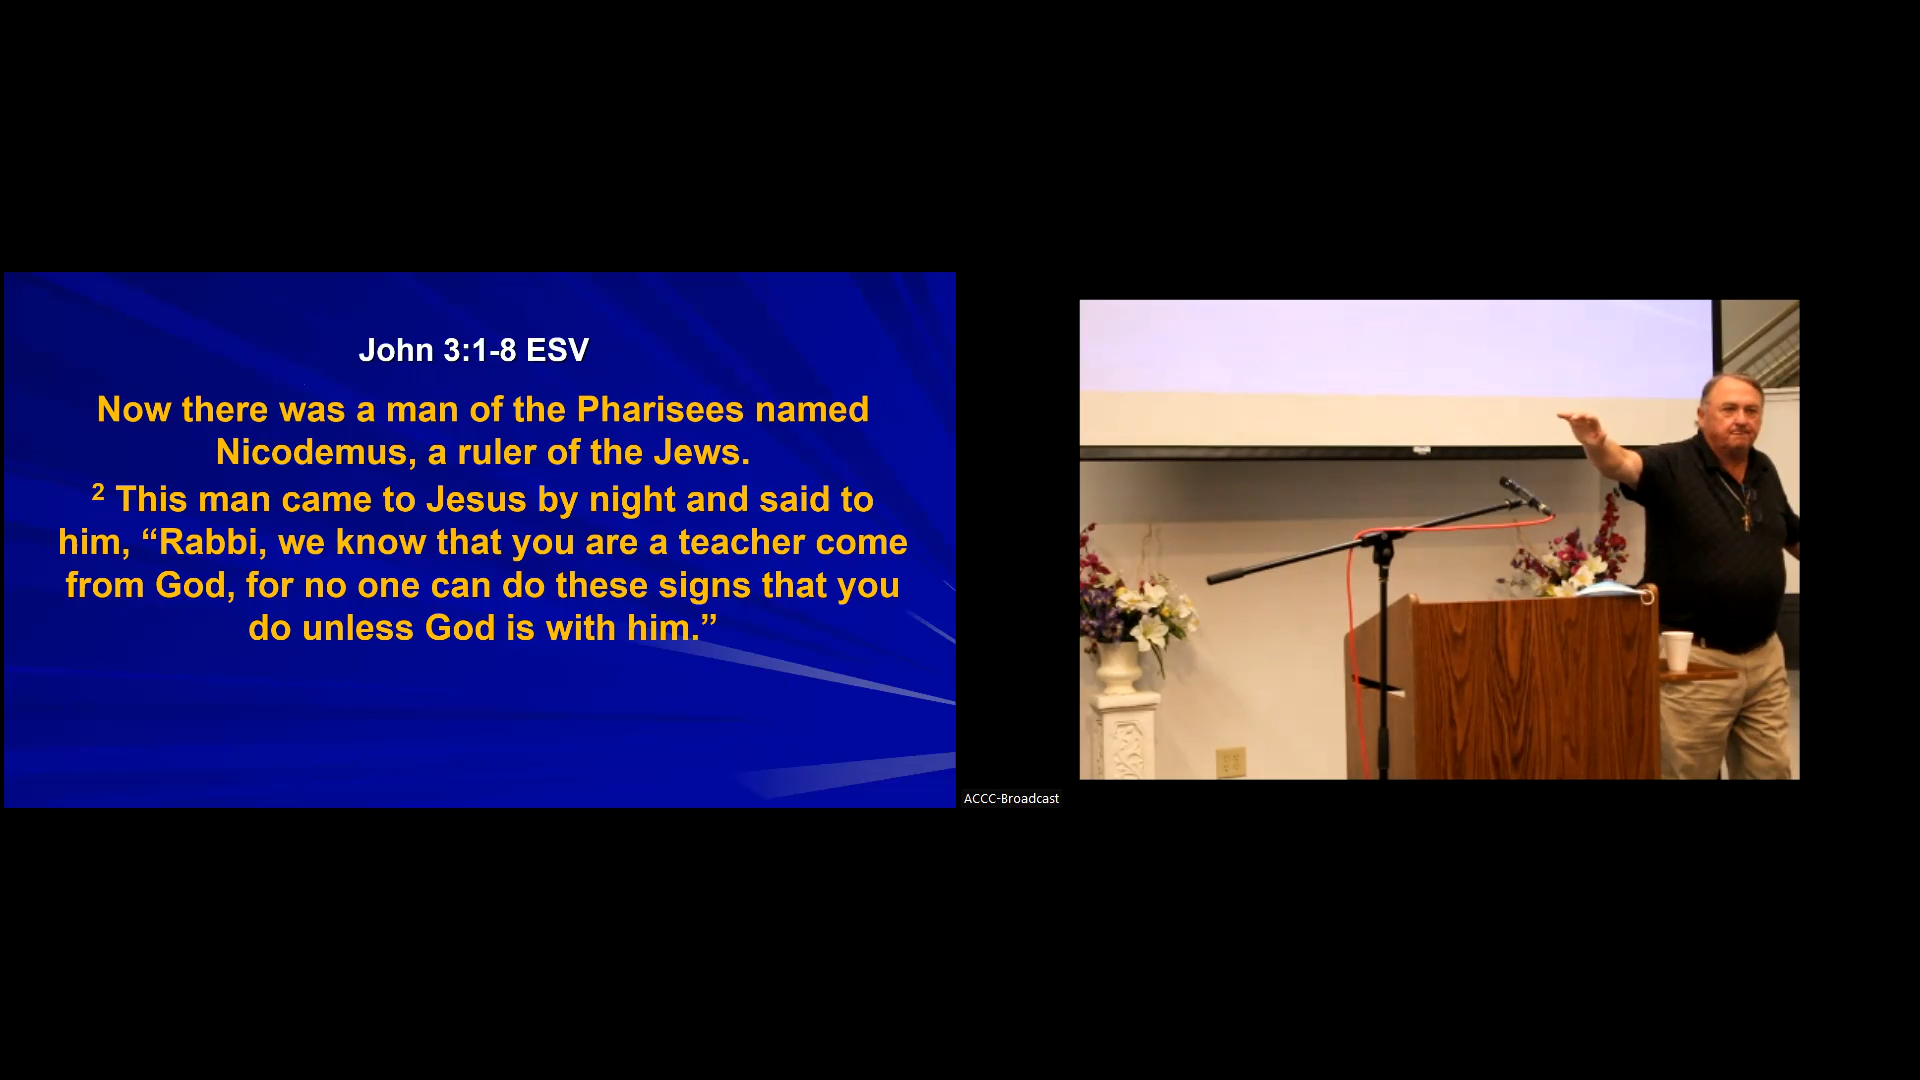 John 3:1-8 ESV
Now there was a man of the Pharisees named
Nicodemus, a ruler of the Jews.
2 This man came to Jesus by night and said to
him, “Rabbi, we know that you are a teacher come
from God, for no one can do these signs that you
do unless God is with him.”
ACCC-Broadcast